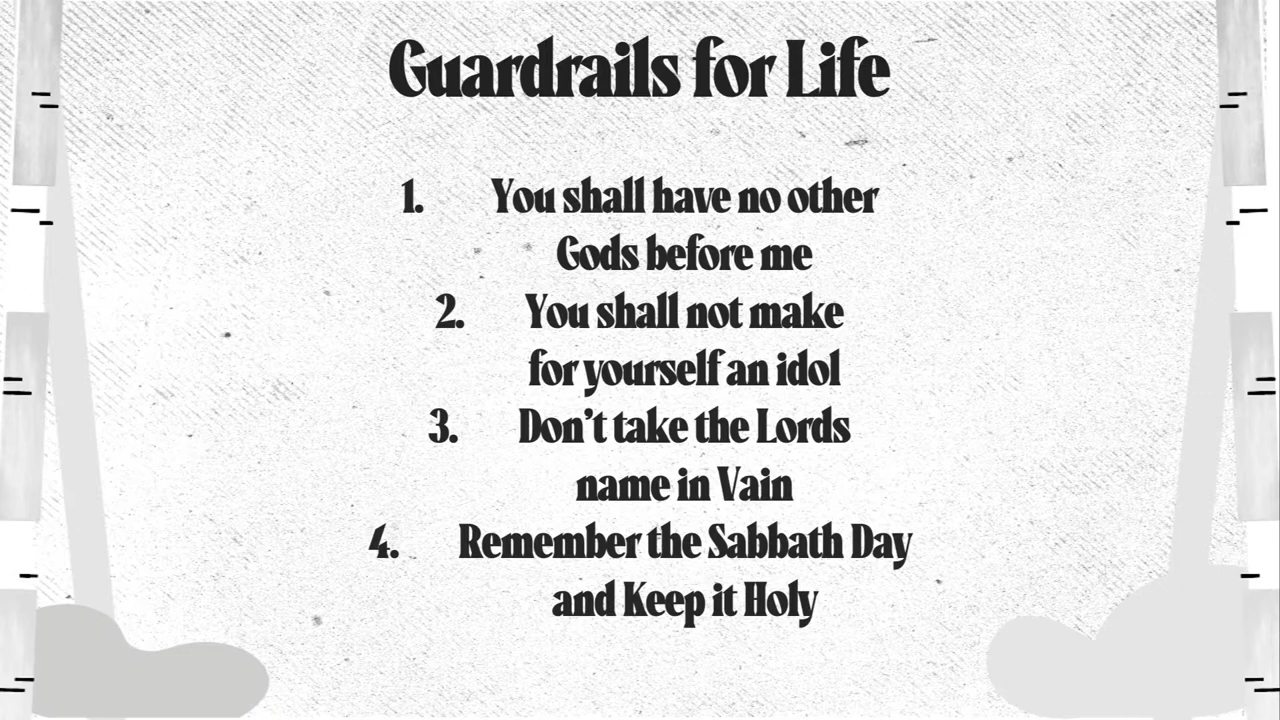 Guardrails for Life
1. You shall have no other
Gods before me
2. You shall not make
for yourself an idol
3. Don't take the Lords
name in Vain
4. Remember the Sabbath Day
and Keep it Holy